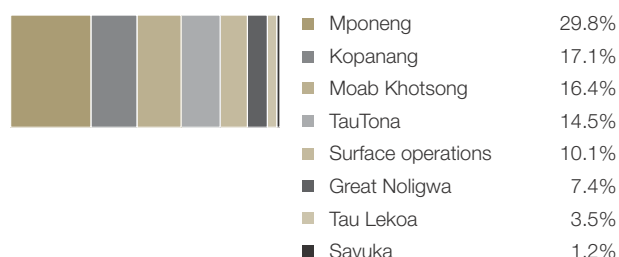 Mponeng 29.8%
Kopanang 17.1%
Moab Khotsong 16.4%
TauTona 14.5%
Surface operations 10.1%
Great Noligwa 7.4%
Tau Lekoa 3.5%
Savuka 1.2%